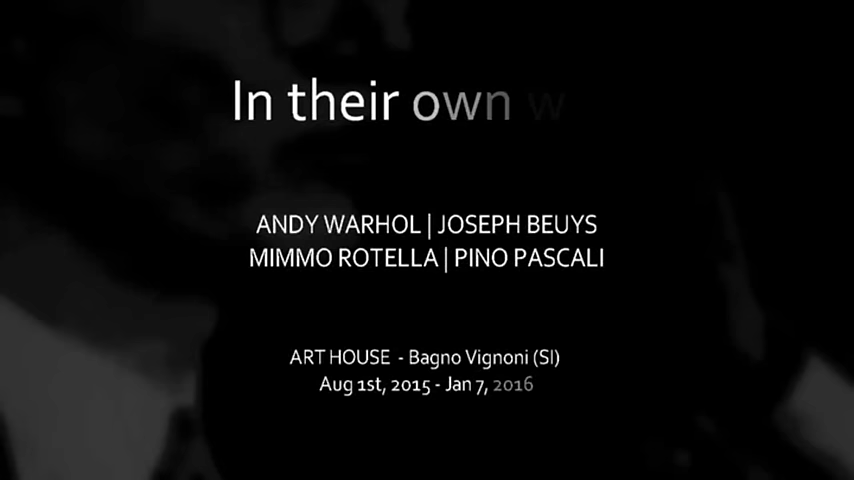 In their own w
ANDY WARHOL | JOSEPH BEUYS
MIMMO ROTELLA | PINO PASCALI
ART HOUSE - Bagno Vignoni (SI)
Aug 1st, 2015 - Jan 7, 2016